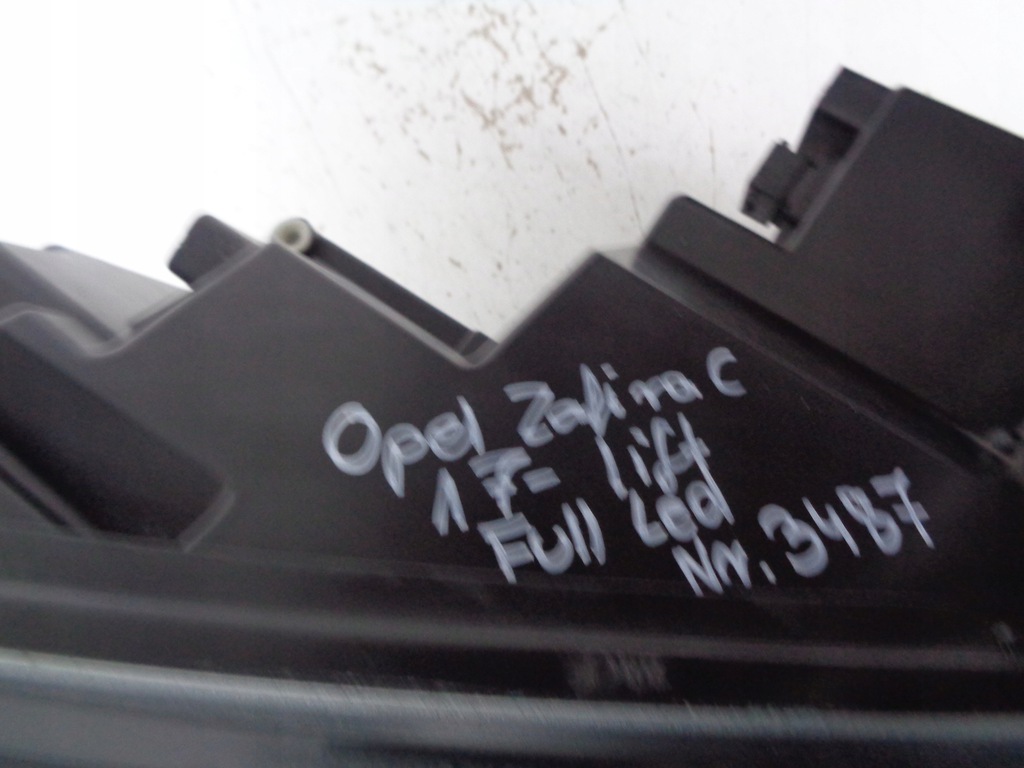 Opel Zafira C
17- lift
Full Led
Nr. 3487